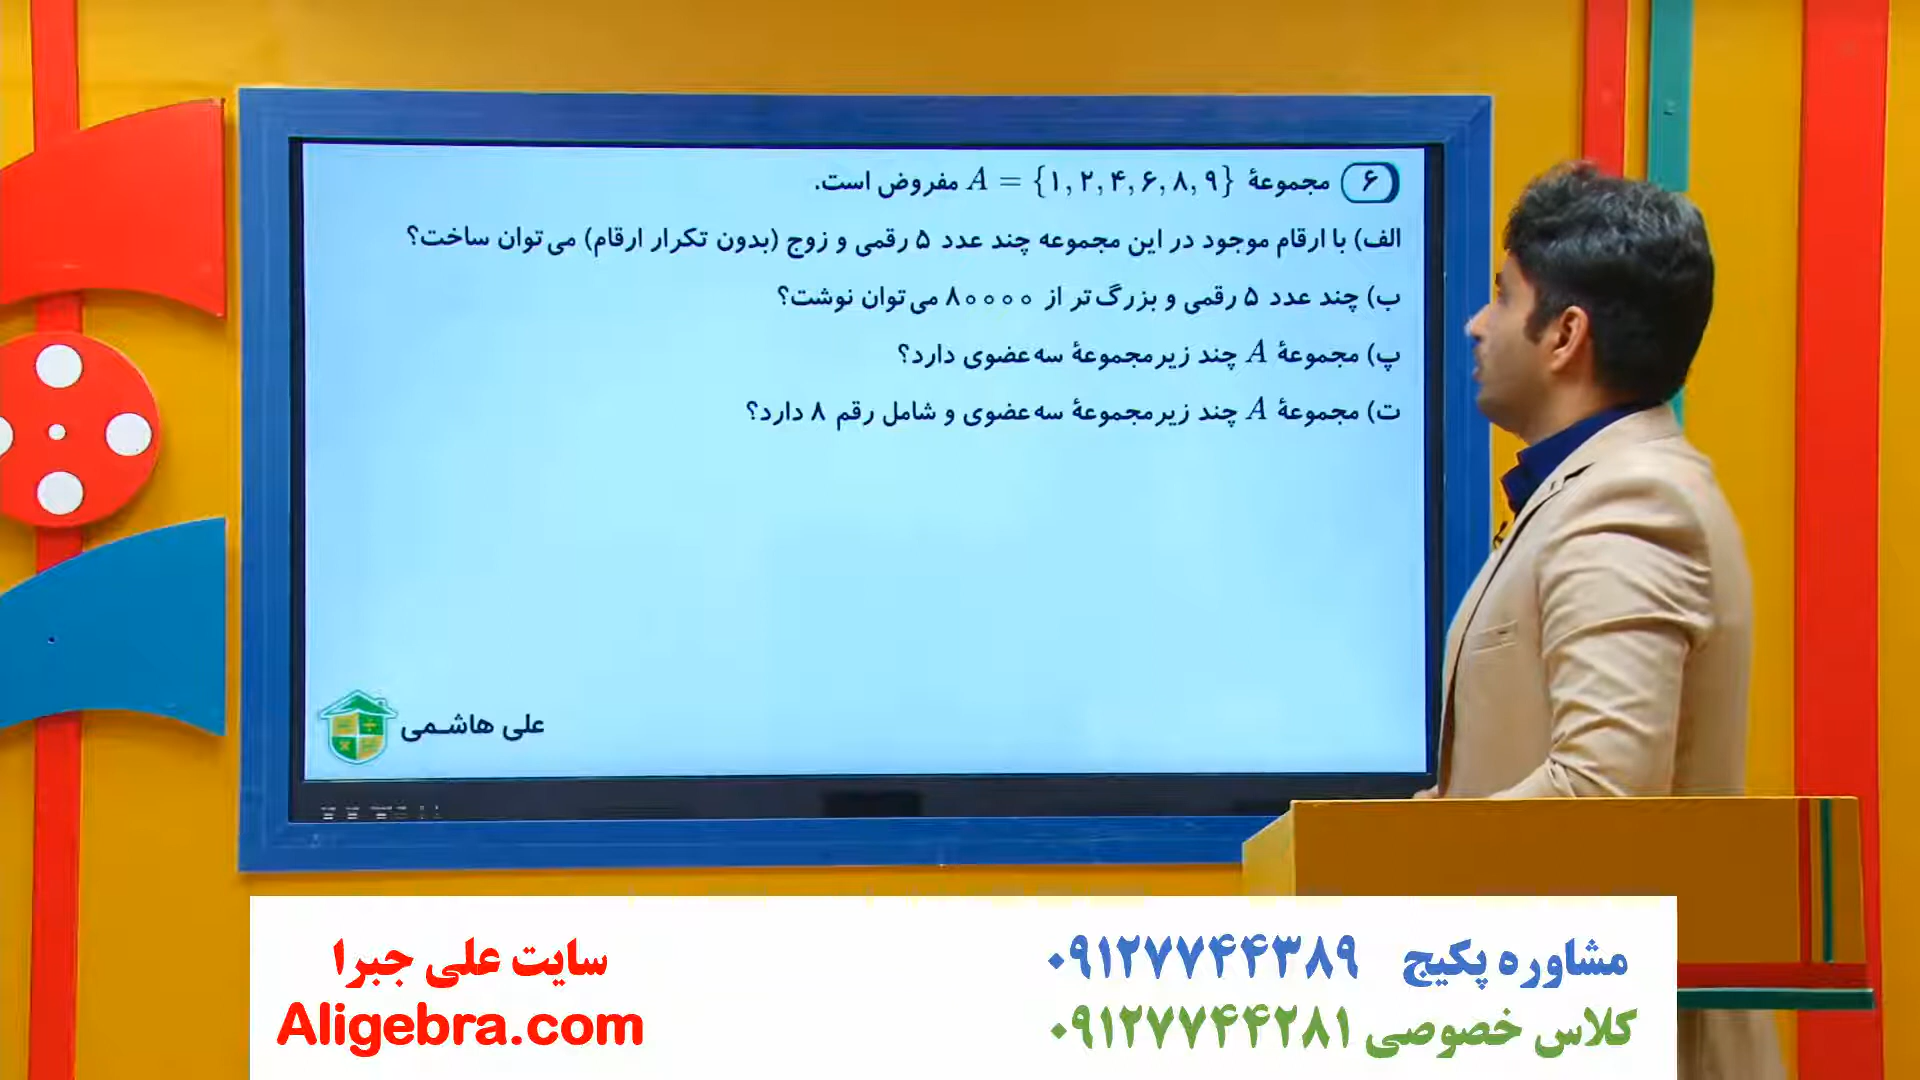 ۶ مجموعهٔ A = {۱, ۲, ۴, ۶, ۸, ۹} مفروض است.
الف) با ارقام موجود در این مجموعه چند عدد ۵ رقمی و زوج (بدون تکرار ارقام) می‌توان ساخت؟
ب) چند عدد ۵ رقمی و بزرگ‌تر از ۸۰۰۰۰ می‌توان نوشت؟
پ) مجموعهٔ A چند زیرمجموعهٔ سه‌عضوی دارد؟
ت) مجموعهٔ A چند زیرمجموعهٔ سه‌عضوی و شامل رقم ۸ دارد؟
علی هاشمی
مشاوره پکیج ۰۹۱۲۷۷۴۴۳۸۹
کلاس خصوصی ۰۹۱۲۷۷۴۴۲۸۱
سایت علی جبرا
Aligebra.com